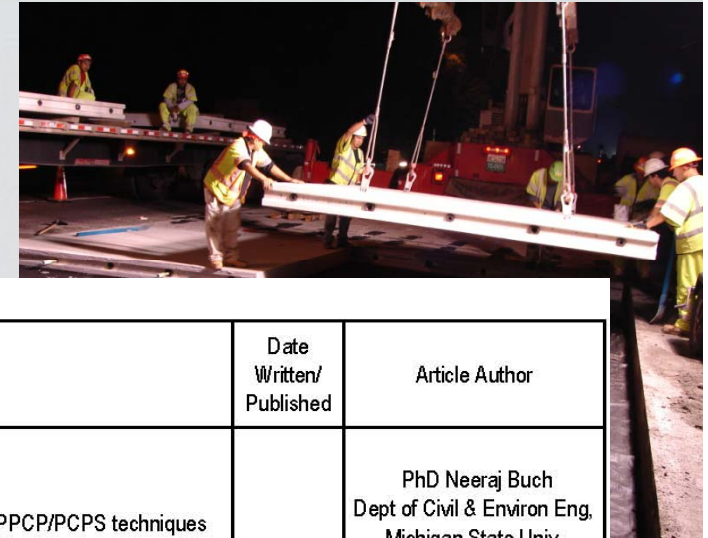 Date
Written/
Published
Article Author
PPCP/PCPS techniques
PhD Neeraj Buch
Dept of Civil & Environ Eng,
Michigan State Univ